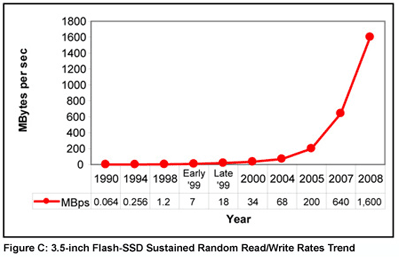 1800
1600
1400
1200
1000
800
600
400
200
0
MBytes per sec
1990 1994 1998 Early '99 Late '99 2000 2004 2005 2007 2008
MBps 0.064 0.256 1.2 7 18 34 68 200 640 1,600
Year
Figure C: 3.5-inch Flash-SSD Sustained Random Read/Write Rates Trend